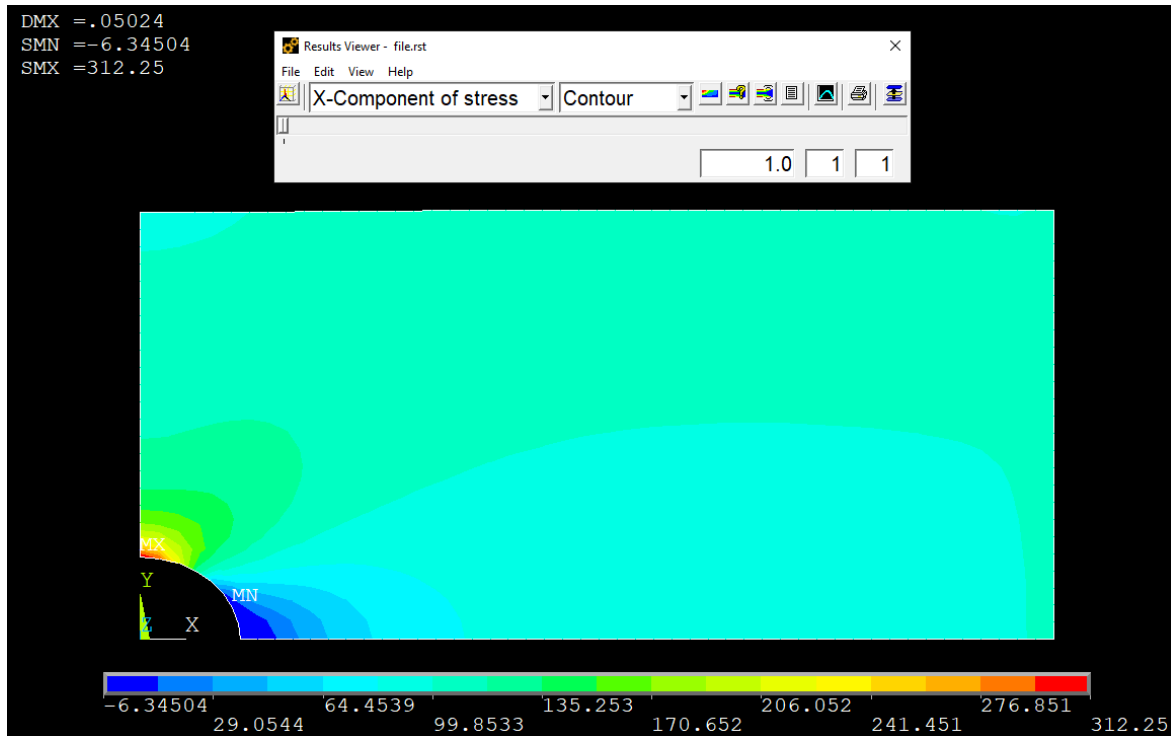 DMX =.05024
SMN =-6.34504
SMX =312.25
Results Viewer - file.rst
File Edit View Help
X-Component of stress Contour
1.0 1 1
MX
Y
MN
Z X
-6.34504 64.4539 135.253 206.052 276.851
29.0544 99.8533 170.652 241.451 312.25